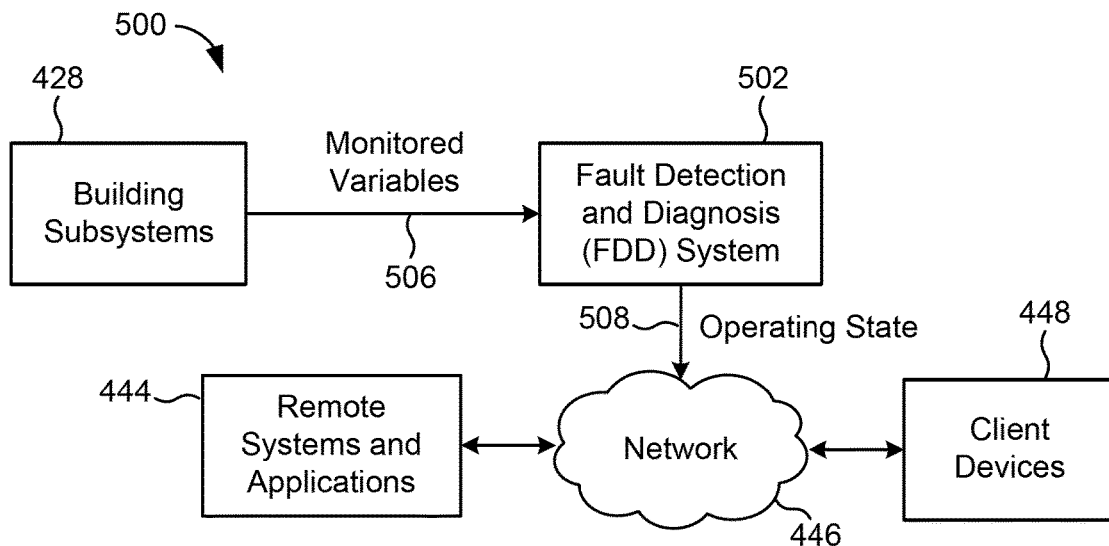 500
428
502
Building
Subsystems
Monitored
Variables
506
Fault Detection
and Diagnosis
(FDD) System
508
Operating State
444
448
Remote
Systems and
Applications
Network
Client
Devices
446